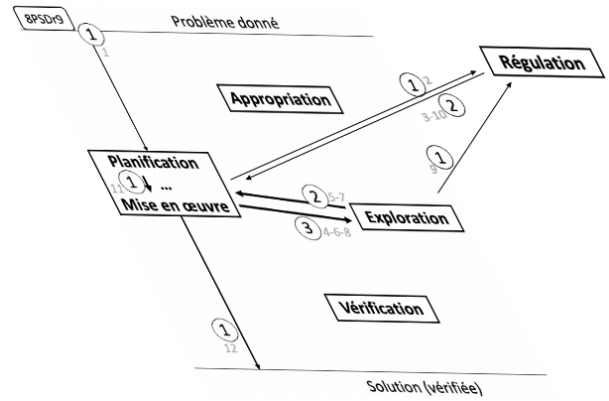 8PSDr9
Problème donné
1
1
Régulation
1
2
Appropriation
2
3-10
1
9
Planification
1
11
...
Mise en œuvre
2
5-7
Exploration
3
4-6-8
Vérification
1
12
Solution (vérifiée)